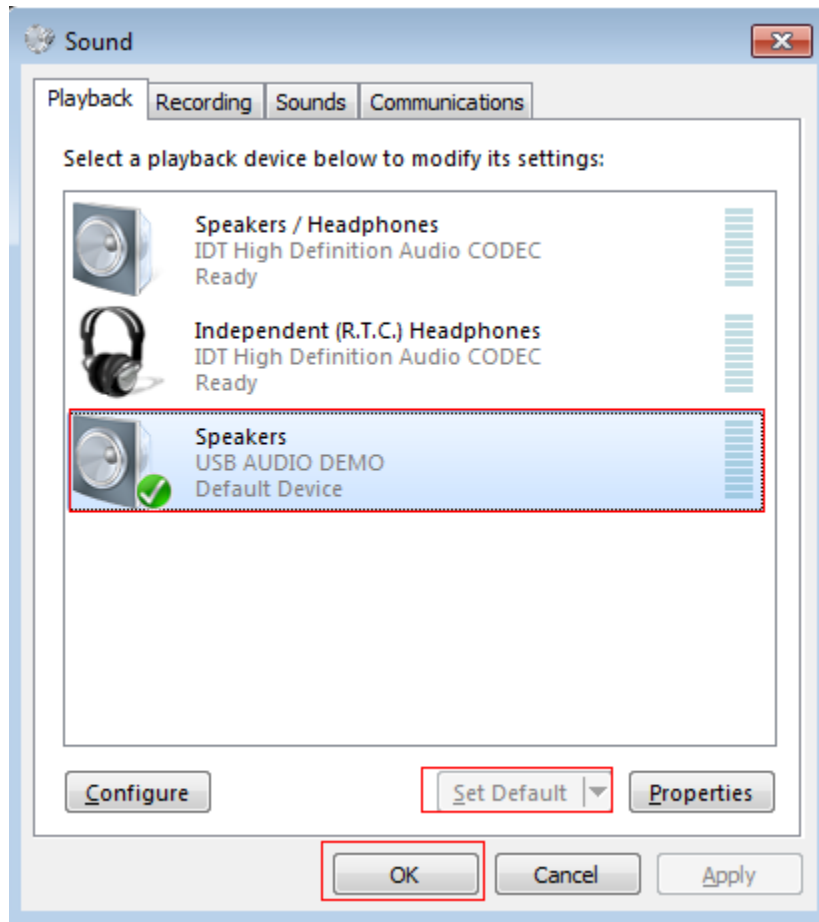 Sound
Playback Recording Sounds Communications
Select a playback device below to modify its settings:
Speakers / Headphones
IDT High Definition Audio CODEC
Ready
Independent (R.T.C.) Headphones
IDT High Definition Audio CODEC
Ready
Speakers
USB AUDIO DEMO
Default Device
Configure Set Default Properties
OK Cancel Apply